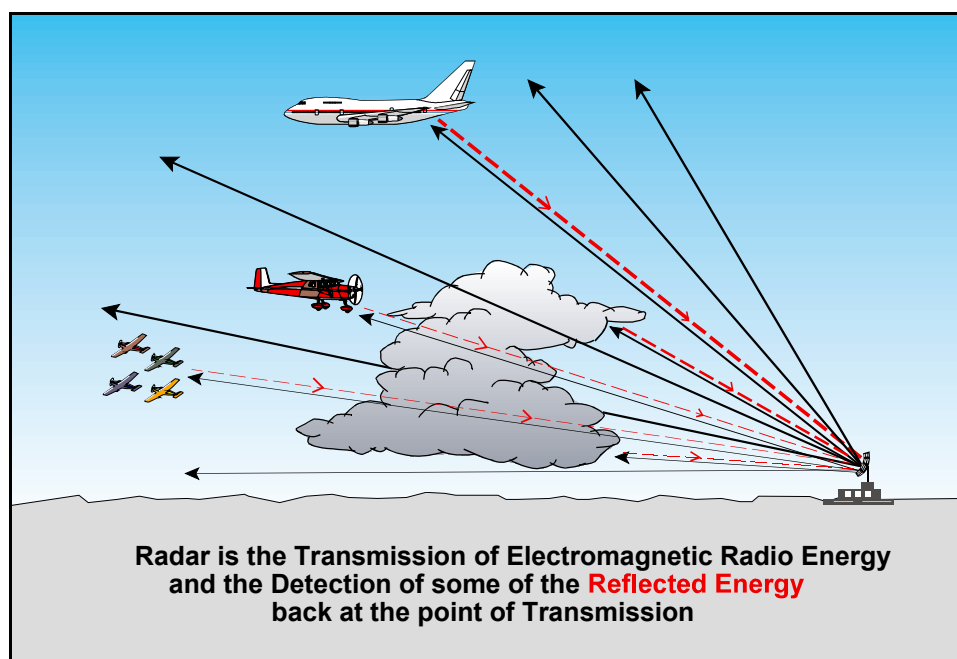 Radar is the Transmission of Electromagnetic Radio Energy
and the Detection of some of the Reflected Energy
back at the point of Transmission